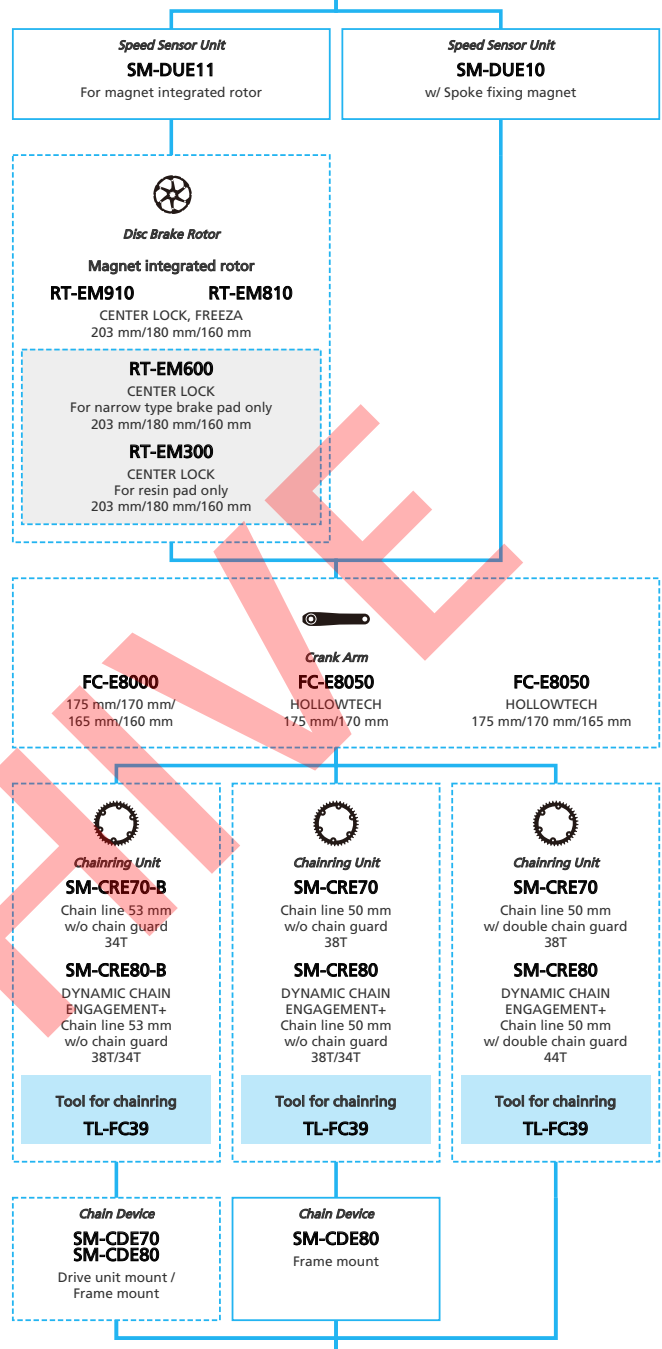 Speed Sensor Unit
SM-DUE11
For magnet integrated rotor
Speed Sensor Unit
SM-DUE10
w/ Spoke fixing magnet
Disc Brake Rotor
Magnet integrated rotor
RT-EM910 RT-EM810
CENTER LOCK, FREEZA
203 mm/180 mm/160 mm
RT-EM600
CENTER LOCK
For narrow type brake pad only
203 mm/180 mm/160 mm
RT-EM300
CENTER LOCK
For resin pad only
203 mm/180 mm/160 mm
Crank Arm
FC-E8000
175 mm/170 mm/
165 mm/160 mm
FC-E8050
HOLLOWTECH
175 mm/170 mm
FC-E8050
HOLLOWTECH
175 mm/170 mm/165 mm
Chainring Unit
SM-CRE70-B
Chain line 53 mm
w/o chain guard
34T
SM-CRE80-B
DYNAMIC CHAIN
ENGAGEMENT+
Chain line 53 mm
w/o chain guard
38T/34T
Tool for chainring
TL-FC39
Chainring Unit
SM-CRE70
Chain line 50 mm
w/o chain guard
38T
SM-CRE80
DYNAMIC CHAIN
ENGAGEMENT+
Chain line 50 mm
w/o chain guard
38T/34T
Tool for chainring
TL-FC39
Chainring Unit
SM-CRE70
Chain line 50 mm
w/ double chain guard
38T
SM-CRE80
DYNAMIC CHAIN
ENGAGEMENT+
Chain line 50 mm
w/ double chain guard
44T
Tool for chainring
TL-FC39
Chain Device
SM-CDE70
SM-CDE80
Drive unit mount /
Frame mount
Chain Device
SM-CDE80
Frame mount
HIVE